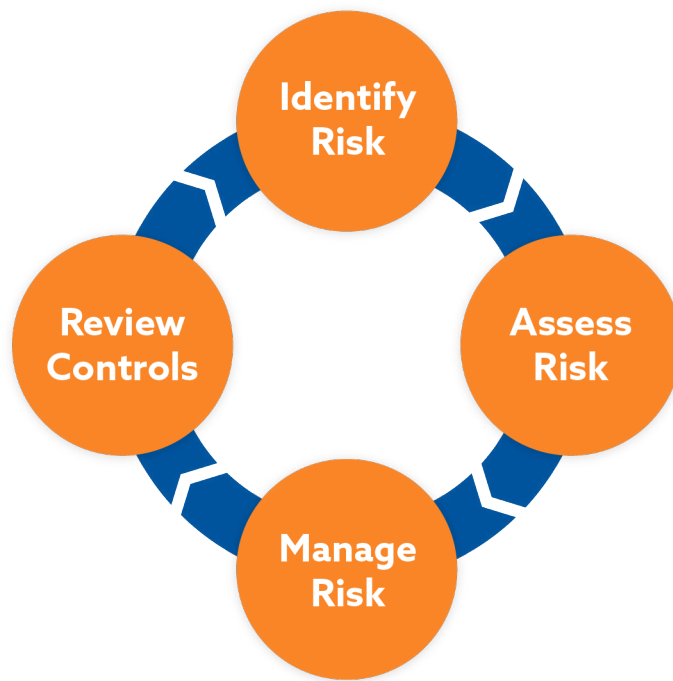 Identify
Risk
Assess
Risk
Manage
Risk
Review
Controls